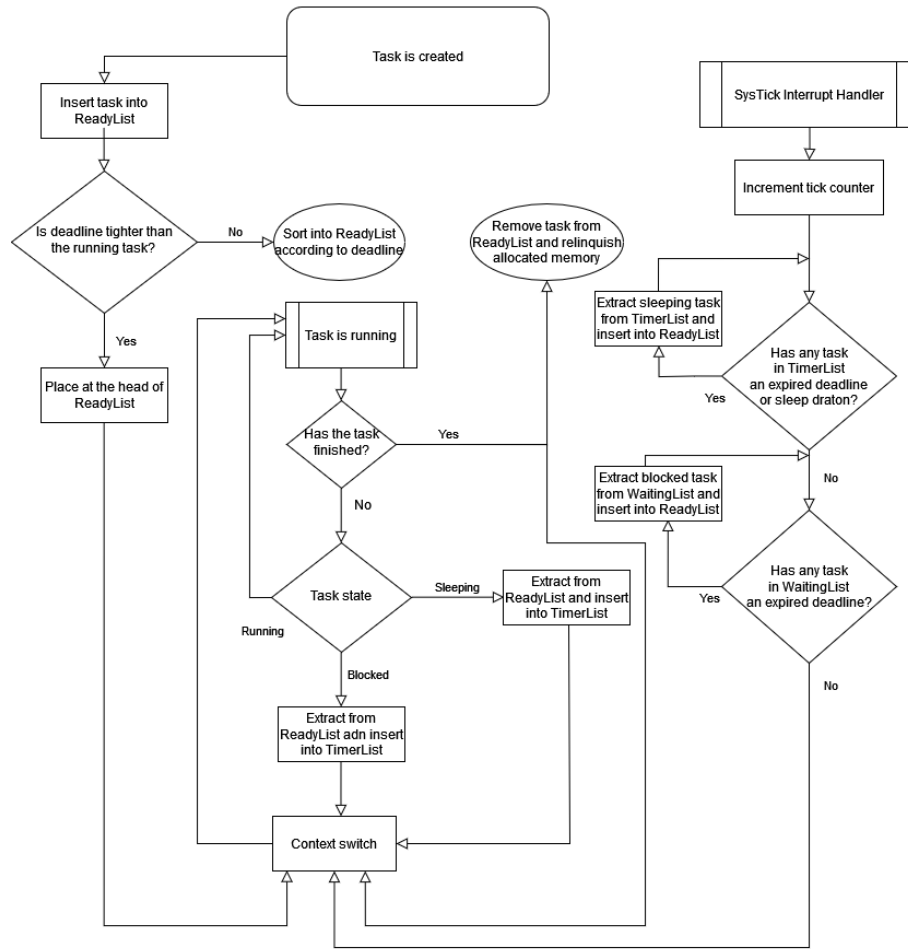 Task is created
Insert task into
ReadyList
SysTick Interrupt Handler
Increment tick counter
Is deadline tighter than
the running task?
No
Sort into ReadyList
according to deadline
Remove task from
ReadyList and relinquish
allocated memory
Yes
Place at the head of
ReadyList
Task is running
Extract sleeping task
from TimerList and
insert into ReadyList
Has any task
in TimerList
an expired deadline
or sleep draton?
Yes
Has the task
finished?
Yes
No
No
Extract blocked task
from WaitingList and
insert into ReadyList
Has any task
in WaitingList
an expired deadline?
Yes
No
Task state
Sleeping
Extract from
ReadyList and insert
into TimerList
Running
Blocked
Extract from
ReadyList adn insert
into TimerList
Context switch